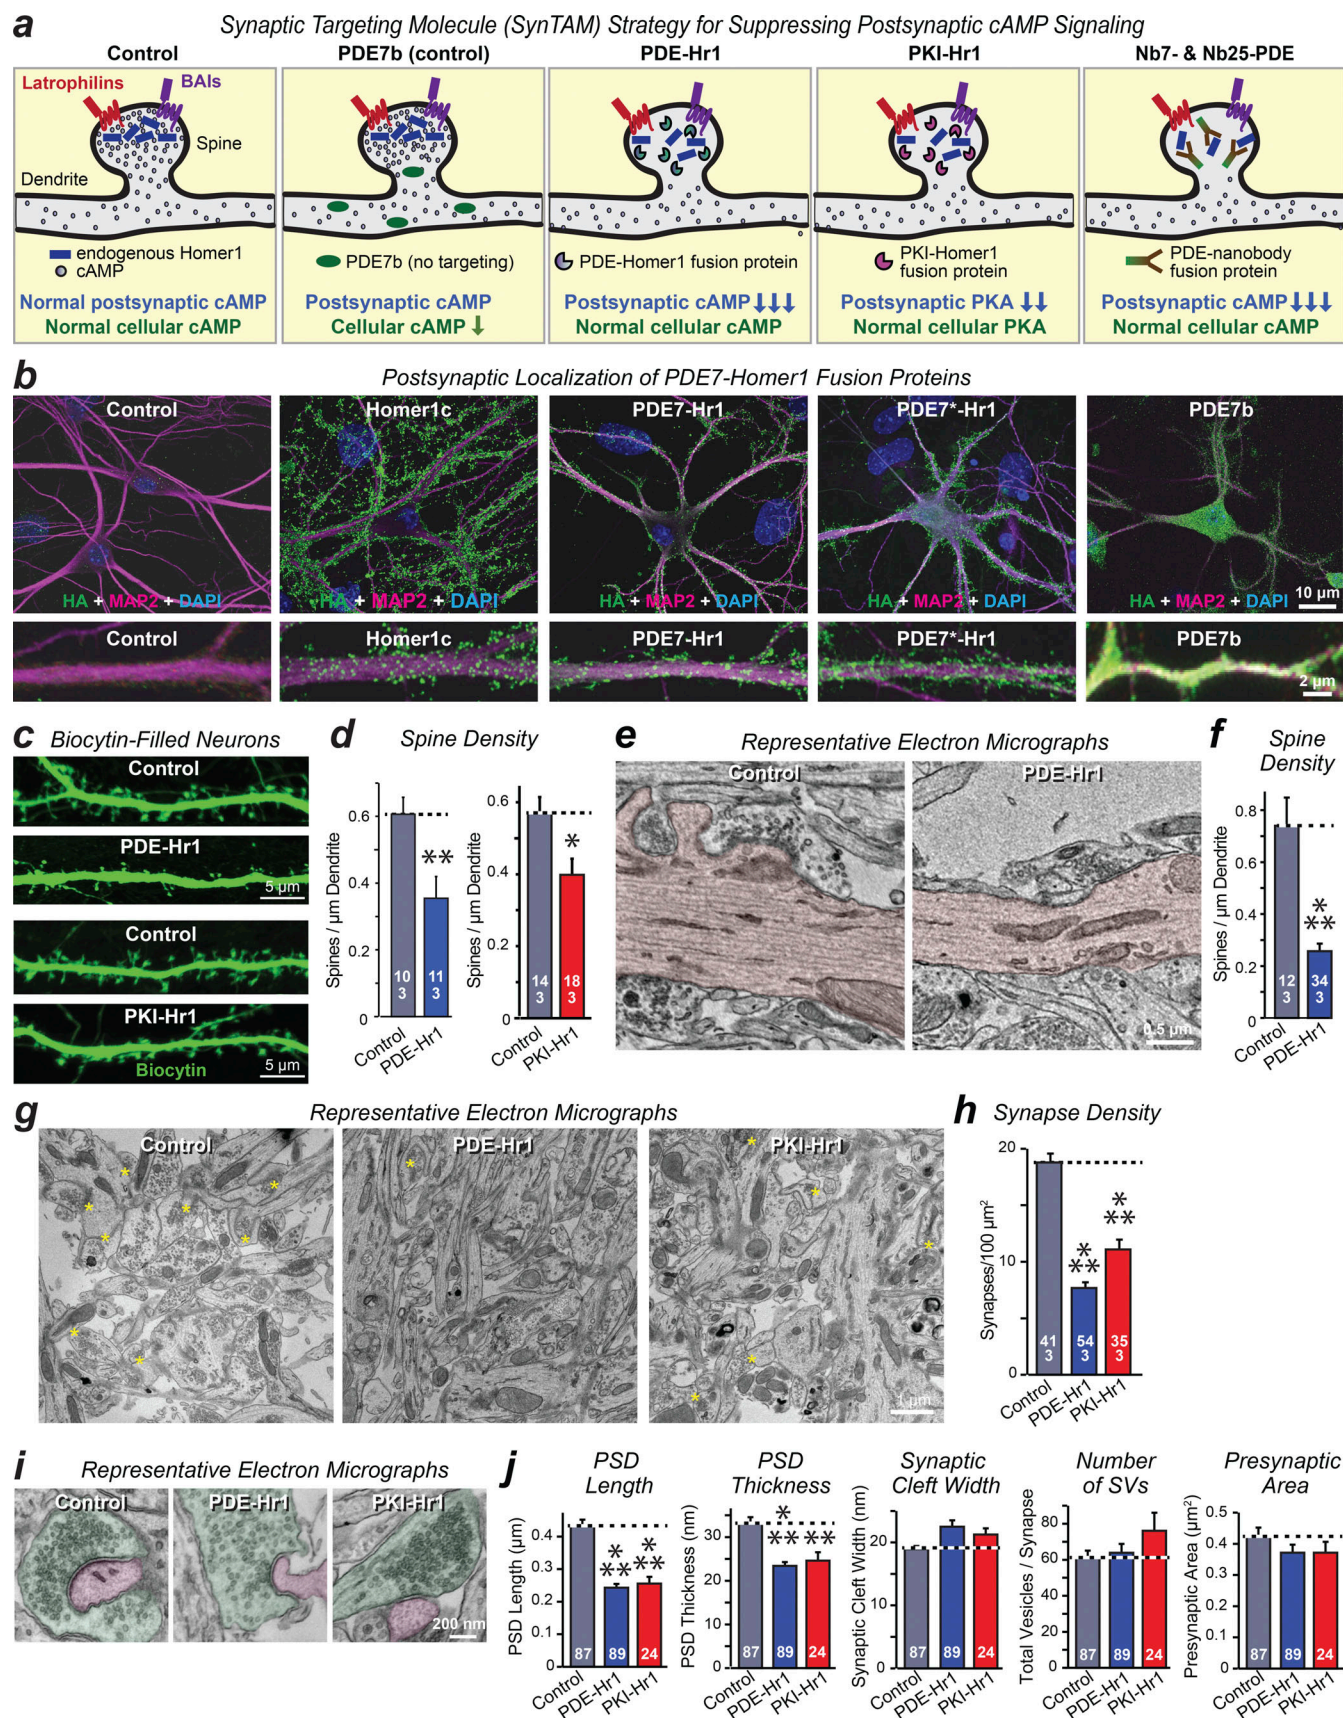 a Synaptic Targeting Molecule (SynTAM) Strategy for Suppressing Postsynaptic cAMP Signaling
Control
PDE7b (control)
PDE-Hr1
PKI-Hr1
Nb7- & Nb25-PDE
Latrophilins
BAIs
Spine
Dendrite
endogenous Homer1
cAMP
Normal postsynaptic cAMP
Normal cellular cAMP
PDE7b (no targeting)
Postsynaptic cAMP
Cellular cAMP ↓
PDE-Homer1 fusion protein
Postsynaptic cAMP ↓↓↓
Normal cellular cAMP
PKI-Homer1
fusion protein
Postsynaptic PKA ↓↓
Normal cellular PKA
PDE-nanobody
fusion protein
Postsynaptic cAMP ↓↓↓
Normal cellular cAMP
b Postsynaptic Localization of PDE7-Homer1 Fusion Proteins
Control
HA + MAP2 + DAPI
Homer1c
HA + MAP2 + DAPI
PDE7-Hr1
HA + MAP2 + DAPI
PDE7*-Hr1
HA + MAP2 + DAPI
PDE7b
10 µm
HA + MAP2 + DAPI
Control
Homer1c
PDE7-Hr1
PDE7*-Hr1
PDE7b
2 µm
c Biocytin-Filled Neurons
Control
PDE-Hr1
5 µm
Control
PKI-Hr1
Biocytin
5 µm
d Spine Density
Spines / µm Dendrite
0.6
0.4
0.2
0
**
10
3
11
3
Control
PDE-Hr1
Spines / µm Dendrite
0.6
0.4
0.2
0
*
14
3
18
3
Control
PKI-Hr1
e Representative Electron Micrographs
Control
PDE-Hr1
0.5 µm
f Spine
Density
Spines / µm Dendrite
0.8
0.6
0.4
0.2
0
*
**
12
3
34
3
Control
PDE-Hr1
g Representative Electron Micrographs
Control
PDE-Hr1
PKI-Hr1
1 µm
h Synapse Density
Synapses/100 µm²
20
10
0
*
**
*
**
41
3
54
3
35
3
Control
PDE-Hr1
PKI-Hr1
i Representative Electron Micrographs
Control
PDE-Hr1
PKI-Hr1
200 nm
j PSD
Length
PSD Length (µm)
0.4
0.3
0.2
0.1
0
*
**
*
**
87
89
24
Control
PDE-Hr1
PKI-Hr1
PSD
Thickness
PSD Thickness (nm)
30
20
10
0
*
**
**
87
89
24
Control
PDE-Hr1
PKI-Hr1
Synaptic
Cleft Width
Synaptic Cleft Width (nm)
20
10
0
87
89
24
Control
PDE-Hr1
PKI-Hr1
Number
of SVs
Total Vesicles / Synapse
80
60
40
20
0
87
89
24
Control
PDE-Hr1
PKI-Hr1
Presynaptic
Area
Presynaptic Area (µm²)
0.5
0.4
0.3
0.2
0.1
0
87
89
24
Control
PDE-Hr1
PKI-Hr1